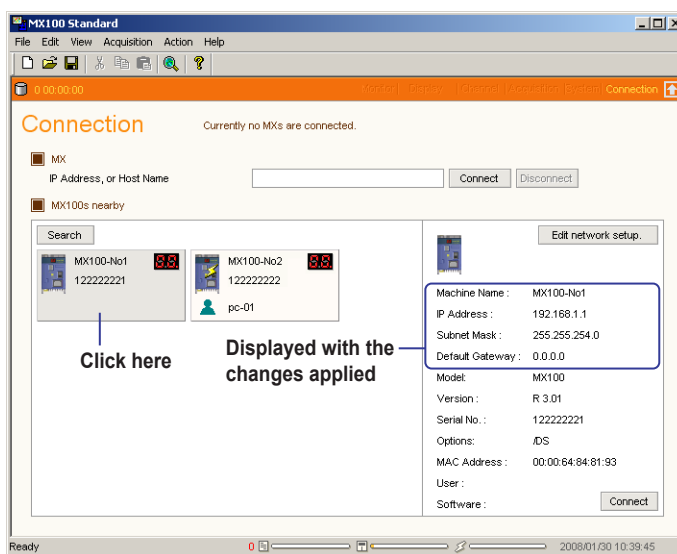 MX100 Standard
File Edit View Acquisition Action Help
0 00:00:00 Monitor Display Channel Acquisition System Connection
Connection Currently no MXs are connected.
MX
IP Address, or Host Name Connect Disconnect
MX100s nearby
Search Edit network setup.
MX100-No1 8.8.
122222221
MX100-No2 8.8.
122222222
pc-01
Click here
Displayed with the
changes applied
Machine Name : MX100-No1
IP Address : 192.168.1.1
Subnet Mask : 255.255.254.0
Default Gateway : 0.0.0.0
Model: MX100
Version : R 3.01
Serial No. : 122222221
Options: /DS
MAC Address : 00:00:64:84:81:93
User :
Software : Connect
Ready 0 2008/01/30 10:39:45